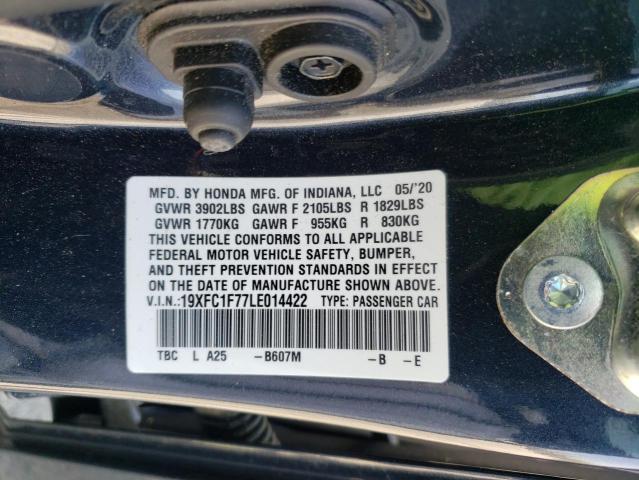 MFD. BY HONDA MFG. OF INDIANA, LLC 05/'20
GVWR 3902LBS GAWR F 2105LBS R 1829LBS
GVWR 1770KG GAWR F 955KG R 830KG
THIS VEHICLE CONFORMS TO ALL APPLICABLE
FEDERAL MOTOR VEHICLE SAFETY, BUMPER,
AND THEFT PREVENTION STANDARDS IN EFFECT
ON THE DATE OF MANUFACTURE SHOWN ABOVE.
V.I.N.:19XFC1F77LE014422 TYPE: PASSENGER CAR
TBC L A25 -B607M -B -E